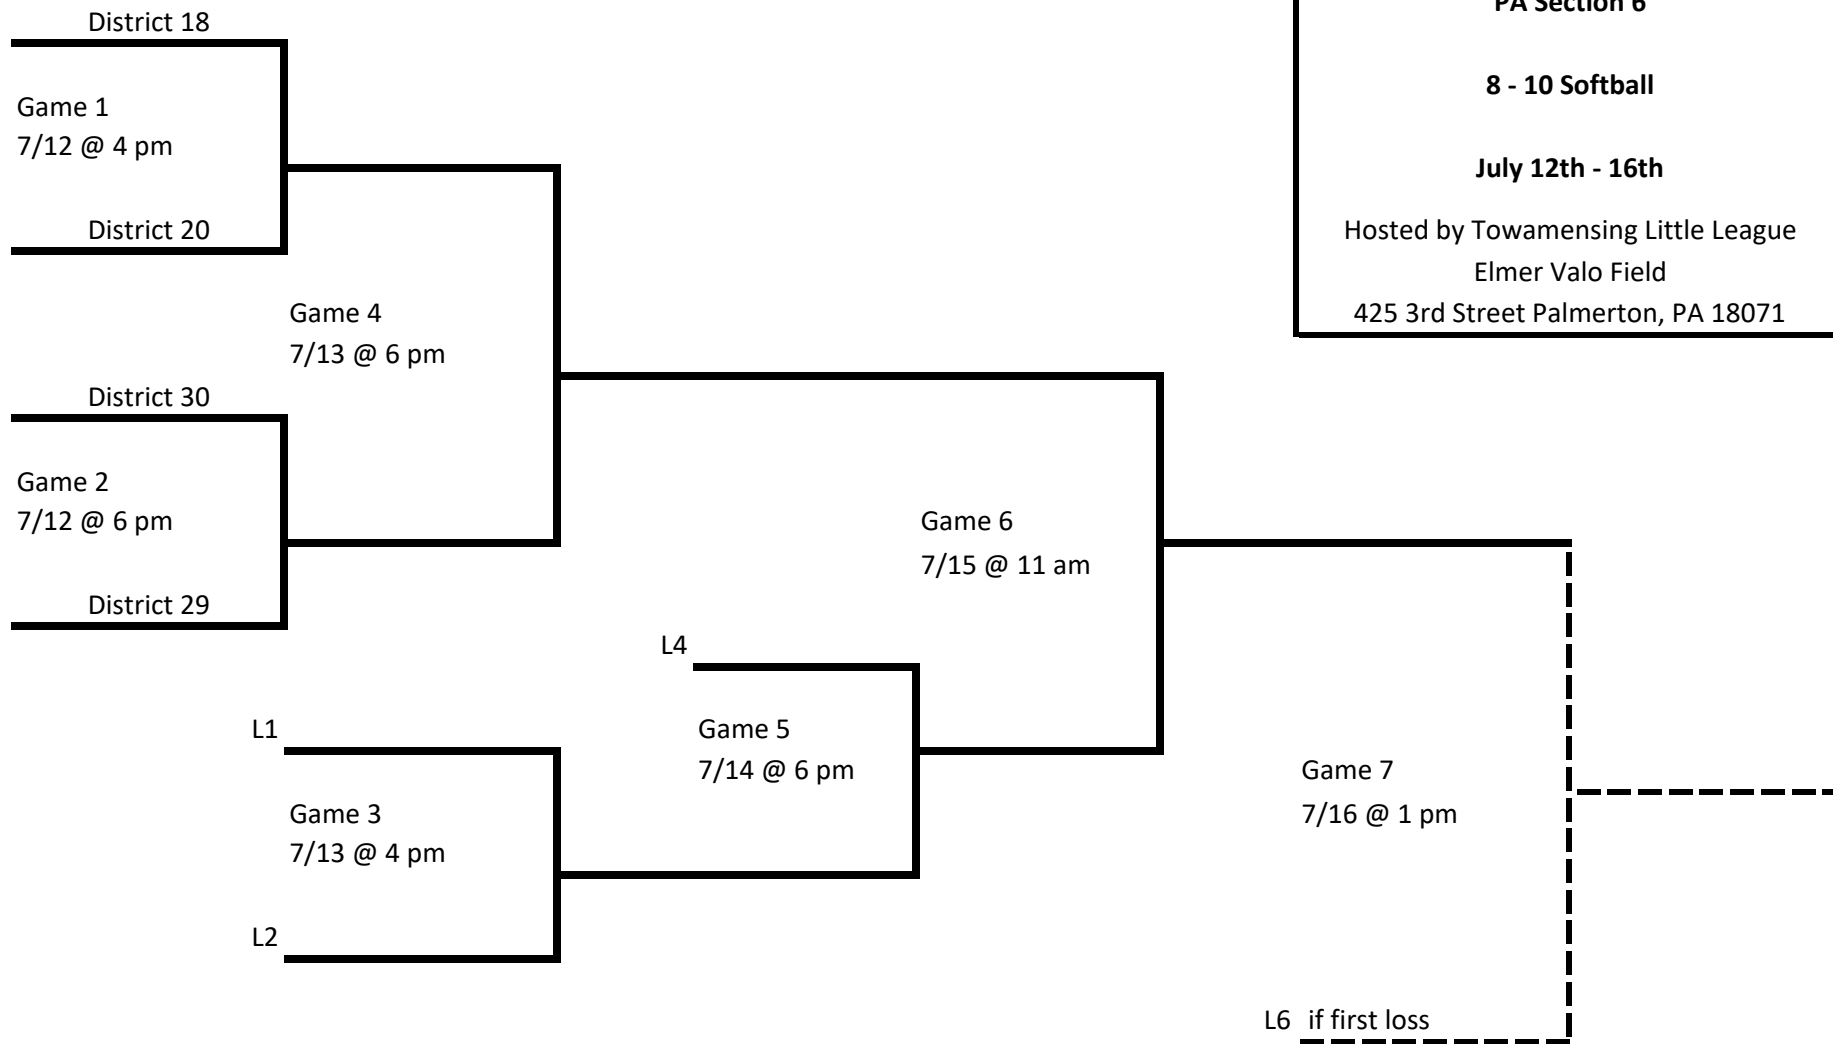 PA Section 6
8 - 10 Softball
July 12th - 16th
Hosted by Towamensing Little League
Elmer Valo Field
425 3rd Street Palmerton, PA 18071
District 18
Game 1
7/12 @ 4 pm
District 20
Game 4
7/13 @ 6 pm
District 30
Game 2
7/12 @ 6 pm
District 29
Game 6
7/15 @ 11 am
L4
Game 5
7/14 @ 6 pm
L1
Game 3
7/13 @ 4 pm
L2
Game 7
7/16 @ 1 pm
L6 if first loss